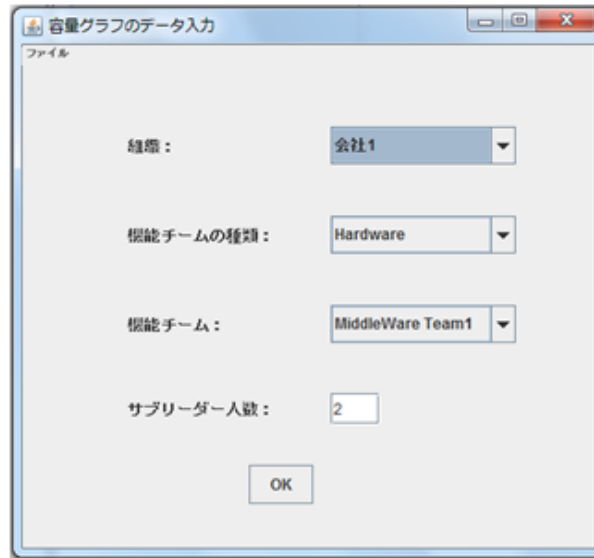 容量グラフのデータ入力
ファイル
組織： 会社1
機能チームの種類： Hardware
機能チーム： MiddleWare Team1
サブリーダー人数： 2
OK